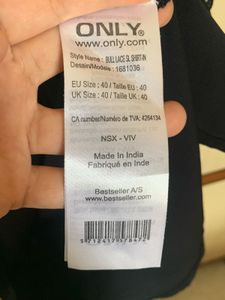 ONLY®
www.only.com
Style Name : BULL LACE SL SHIRT-IN
Dessin/Modèle : 1681036
EU Size : 40 / Taille EU : 40
UK Size : 40 / Taille UK : 40
CA number/Numéro de TVA: 4264134
NSX - VIV
Made In India
Fabriqué en Inde
Bestseller A/S
www.bestseller.com